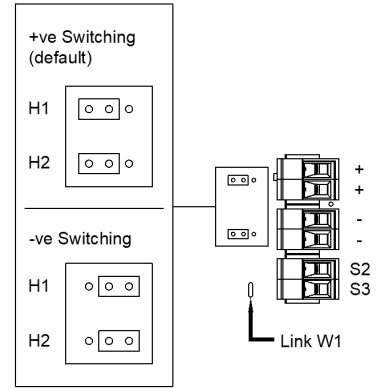 +ve Switching
(default)
H1
H2
-ve Switching
H1
H2
+
+
-
-
S2
S3
Link W1